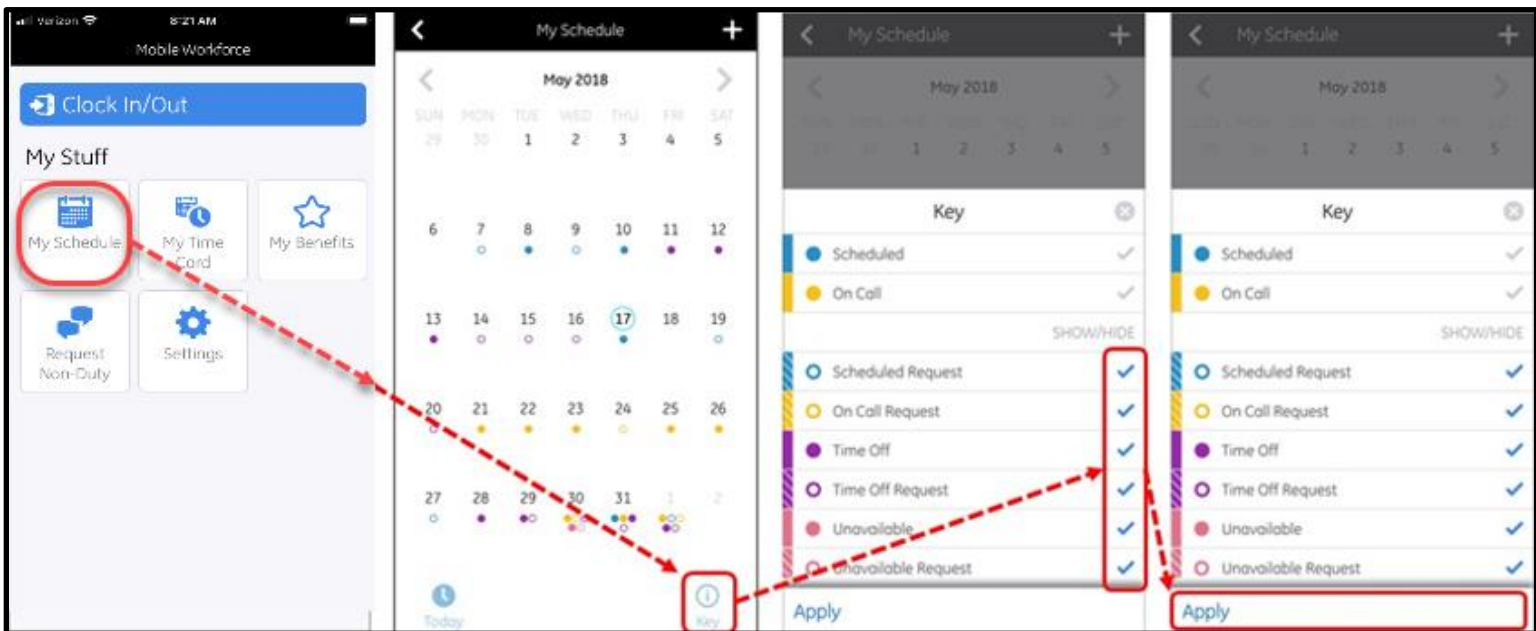 Verizon 8:21 AM
Mobile Workforce
Clock In/Out
My Stuff
My Schedule
My Time Card
My Benefits
Request Non-Duty
Settings
My Schedule +
May 2018
SUN MON TUE WED THU FRI SAT
29 30 1 2 3 4 5
6 7 8 9 10 11 12
13 14 15 16 17 18 19
20 21 22 23 24 25 26
27 28 29 30 31 1 2
Today
Key
My Schedule +
May 2018
1 2 3 4 5
Key
Scheduled
On Call
SHOW/HIDE
Scheduled Request
On Call Request
Time Off
Time Off Request
Unavailable
Unavailable Request
Apply
My Schedule +
May 2018
1 2 3 4 5
Key
Scheduled
On Call
SHOW/HIDE
Scheduled Request
On Call Request
Time Off
Time Off Request
Unavailable
Unavailable Request
Apply